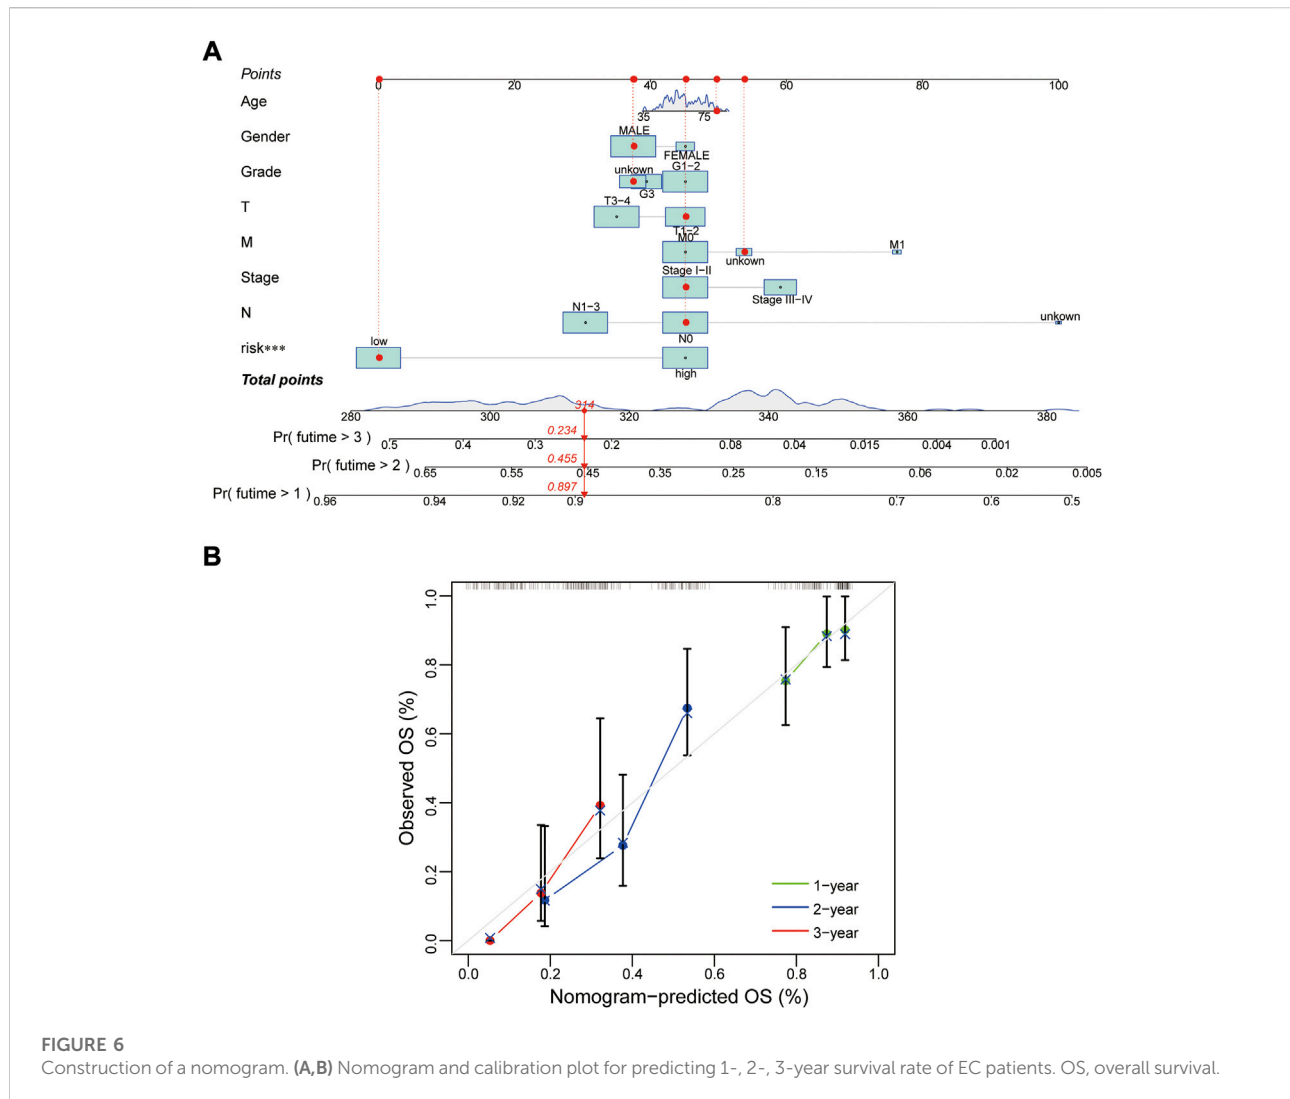 A
Points
0 20 40 60 80 100
Age
35 75
Gender
MALE
FEMALE
Grade
unkown
G3
G1−2
T
T3−4
T1−2
M
M0
unkown
M1
Stage
Stage I−II
Stage III−IV
N
N1−3
N0
unkown
risk***
low
high
Total points
314
280 300 320 340 360 380
0.234
Pr( futime > 3 )
0.5 0.4 0.3 0.2 0.08 0.04 0.015 0.004 0.001
0.455
Pr( futime > 2 )
0.65 0.55 0.45 0.35 0.25 0.15 0.06 0.02 0.005
0.897
Pr( futime > 1 )
0.96 0.94 0.92 0.9 0.8 0.7 0.6 0.5
B
Observed OS (%)
1.0
0.8
0.6
0.4
0.2
0.0
1−year
2−year
3−year
0.0 0.2 0.4 0.6 0.8 1.0
Nomogram−predicted OS (%)
FIGURE 6
Construction of a nomogram. (A,B) Nomogram and calibration plot for predicting 1-, 2-, 3-year survival rate of EC patients. OS, overall survival.